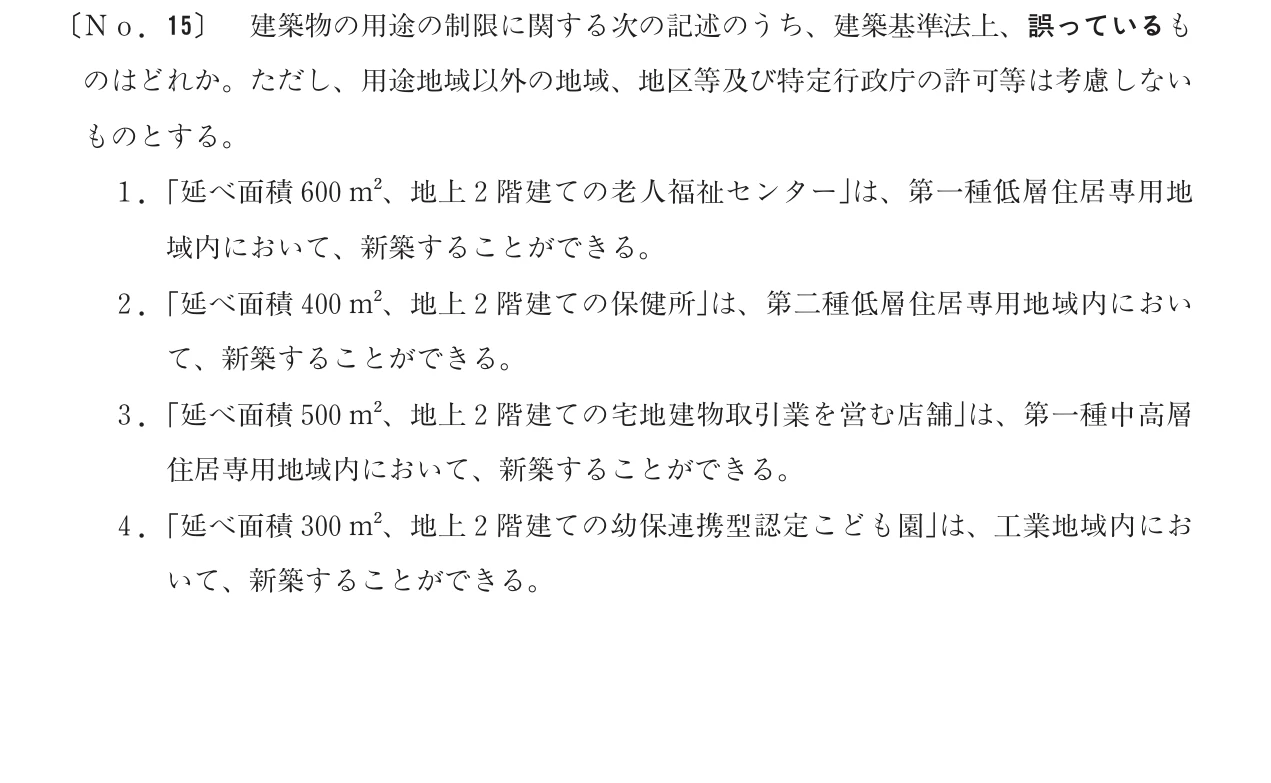 〔Ｎｏ．15〕　建築物の用途の制限に関する次の記述のうち、建築基準法上、誤っているも
のはどれか。ただし、用途地域以外の地域、地区等及び特定行政庁の許可等は考慮しない
ものとする。
1．「延べ面積 600 m²、地上 2 階建ての老人福祉センター」は、第一種低層住居専用地
域内において、新築することができる。
2．「延べ面積 400 m²、地上 2 階建ての保健所」は、第二種低層住居専用地域内におい
て、新築することができる。
3．「延べ面積 500 m²、地上 2 階建ての宅地建物取引業を営む店舗」は、第一種中高層
住居専用地域内において、新築することができる。
4．「延べ面積 300 m²、地上 2 階建ての幼保連携型認定こども園」は、工業地域内にお
いて、新築することができる。